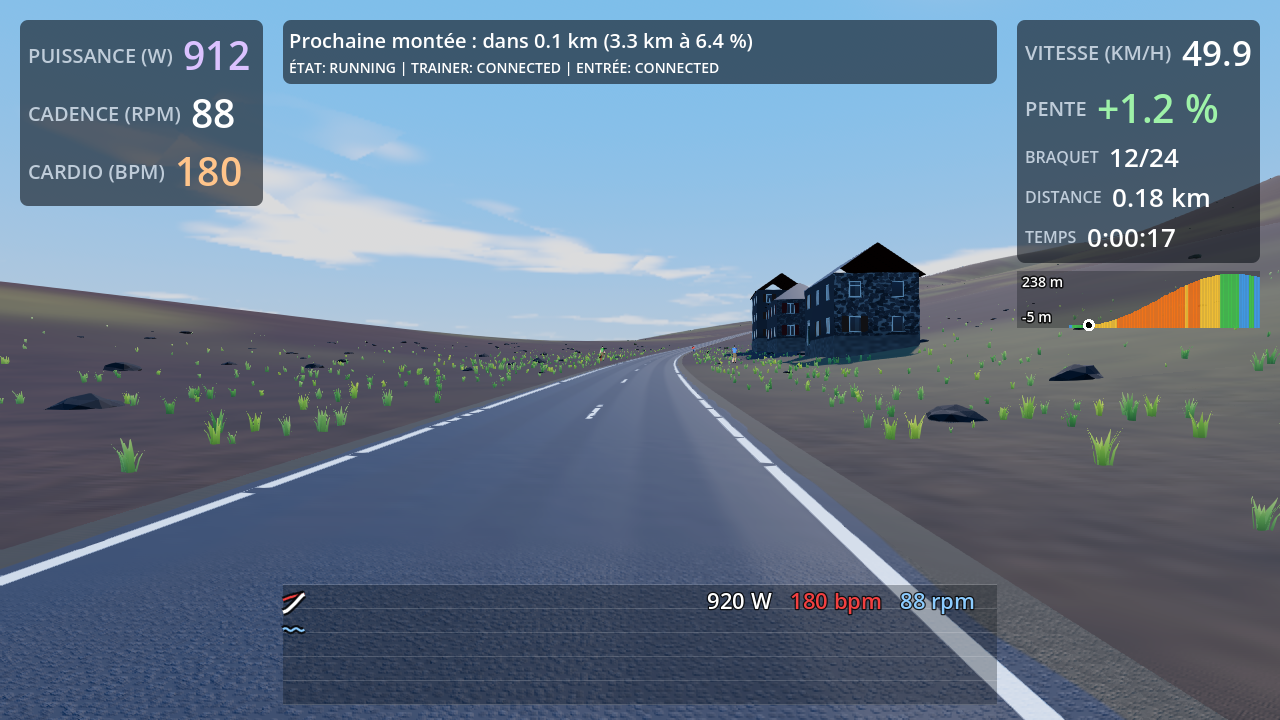 PUISSANCE (W) 912
CADENCE (RPM) 88
CARDIO (BPM) 180
Prochaine montée : dans 0.1 km (3.3 km à 6.4 %)
ÉTAT: RUNNING | TRAINER: CONNECTED | ENTRÉE: CONNECTED
VITESSE (KM/H) 49.9
PENTE +1.2 %
BRAQUET 12/24
DISTANCE 0.18 km
TEMPS 0:00:17
238 m
-5 m
920 W 180 bpm 88 rpm